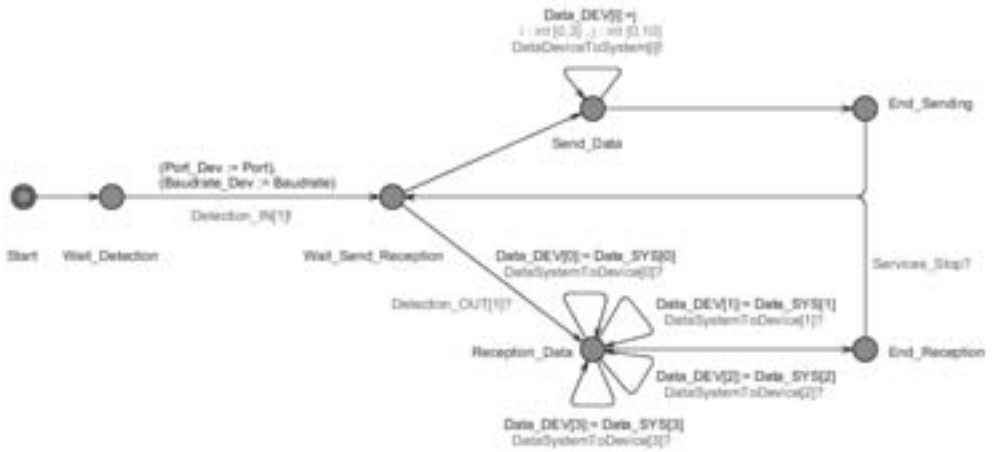 Data_DEV[i]:=j
i : int [0,3] , j : int [0,10]
DataDeviceToSystem[i]!
End_Sending
Send_Data
(Port_Dev := Port),
(Baudrate_Dev := Baudrate)
Detection_IN[1]!
Start
Wait_Detection
Wait_Send_Reception
Data_DEV[0]:= Data_SYS[0]
DataSystemToDevice[0]?
Services_Stop?
Detection_OUT[1]?
Data_DEV[1]:= Data_SYS[1]
DataSystemToDevice[1]?
Reception_Data
End_Reception
Data_DEV[2]:= Data_SYS[2]
DataSystemToDevice[2]?
Data_DEV[3]:= Data_SYS[3]
DataSystemToDevice[3]?